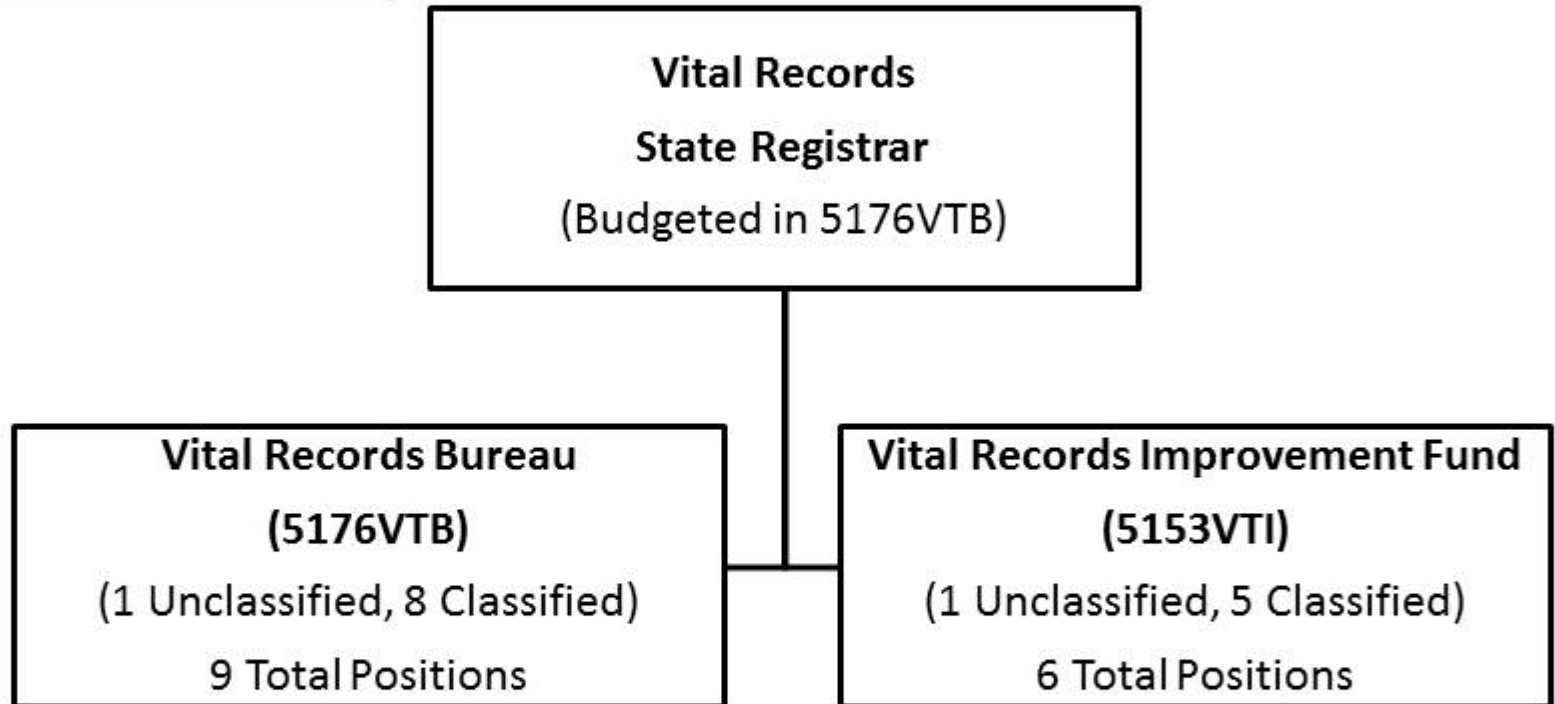 Vital Records
State Registrar
(Budgeted in 5176VTB)
Vital Records Bureau
(5176VTB)
(1 Unclassified, 8 Classified)
9 Total Positions
Vital Records Improvement Fund
(5153VTI)
(1 Unclassified, 5 Classified)
6 Total Positions